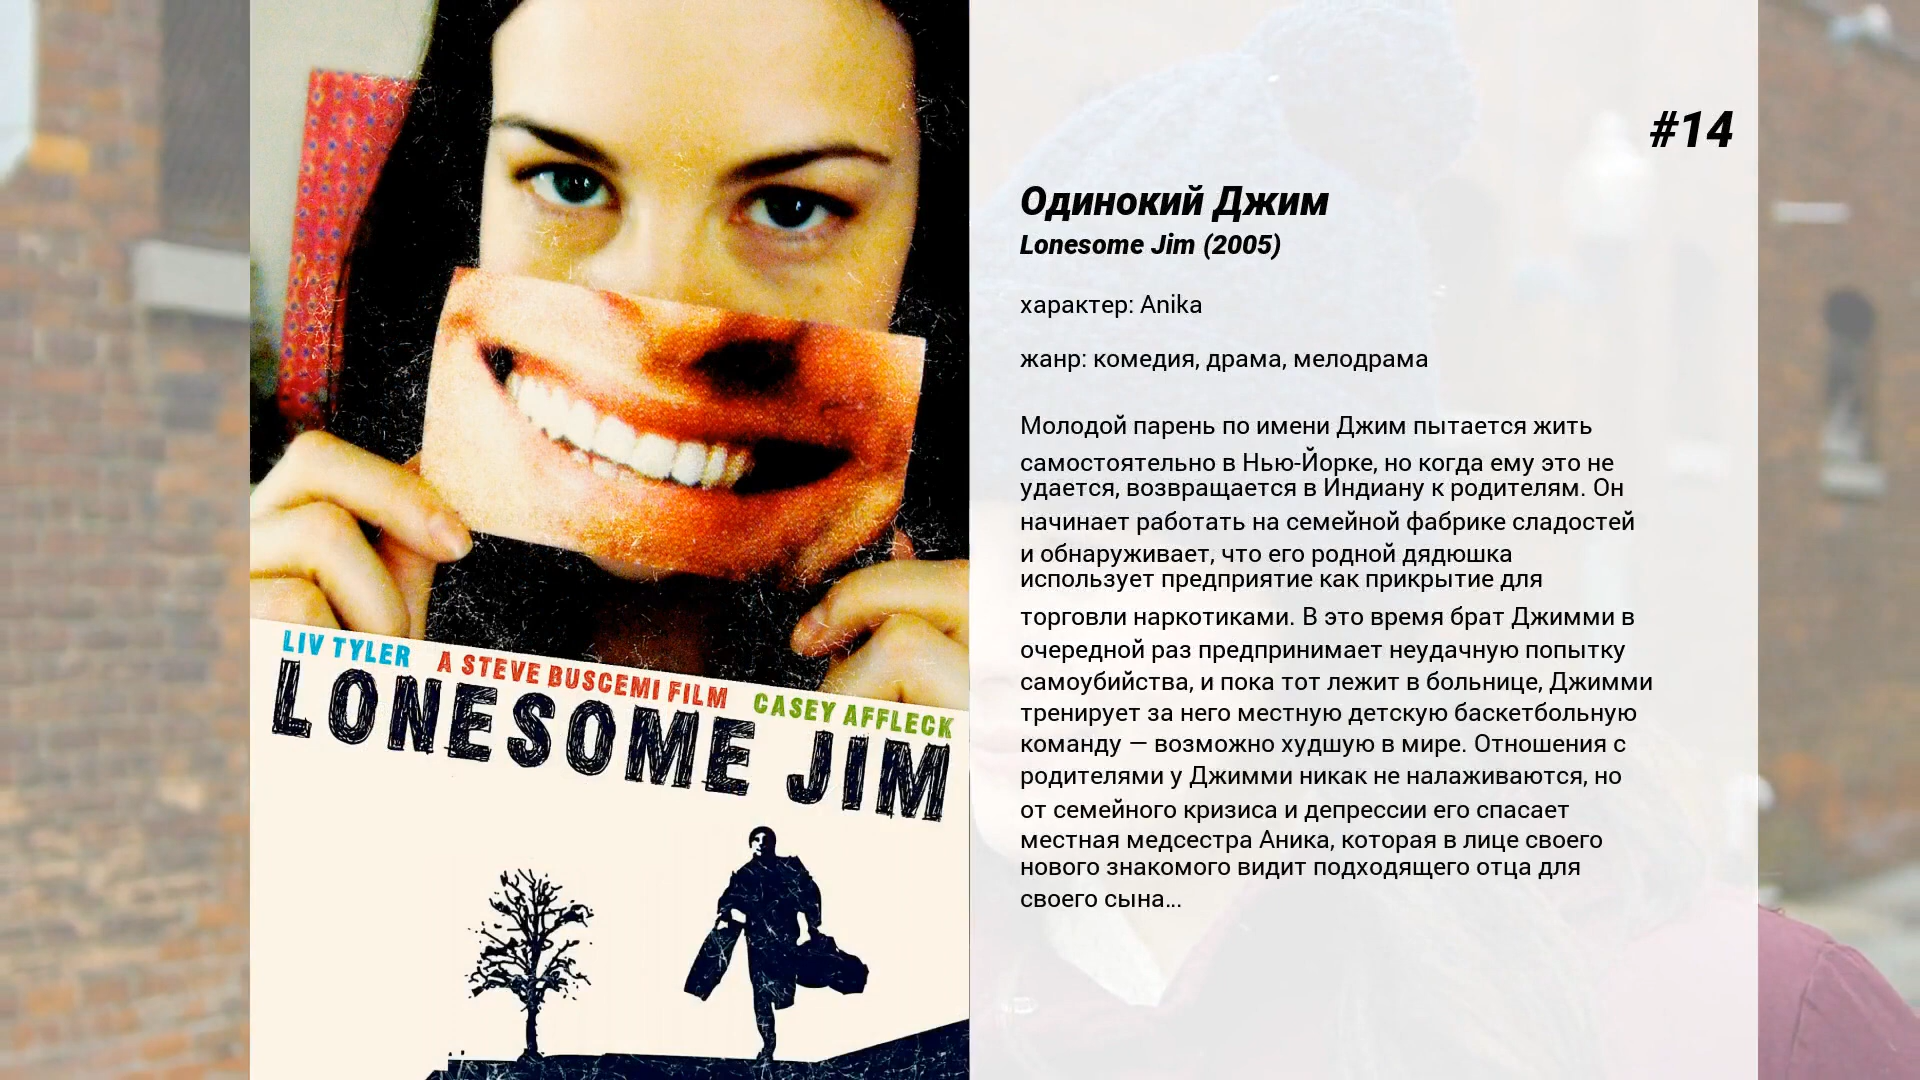 LIV TYLER A STEVE BUSCEMI FILM CASEY AFFLECK
LONESOME JIM
#14
Одинокий Джим
Lonesome Jim (2005)
характер: Anika
жанр: комедия, драма, мелодрама
Молодой парень по имени Джим пытается жить
самостоятельно в Нью-Йорке, но когда ему это не
удается, возвращается в Индиану к родителям. Он
начинает работать на семейной фабрике сладостей
и обнаруживает, что его родной дядюшка
использует предприятие как прикрытие для
торговли наркотиками. В это время брат Джимми в
очередной раз предпринимает неудачную попытку
самоубийства, и пока тот лежит в больнице, Джимми
тренирует за него местную детскую баскетбольную
команду — возможно худшую в мире. Отношения с
родителями у Джимми никак не налаживаются, но
от семейного кризиса и депрессии его спасает
местная медсестра Аника, которая в лице своего
нового знакомого видит подходящего отца для
своего сына...